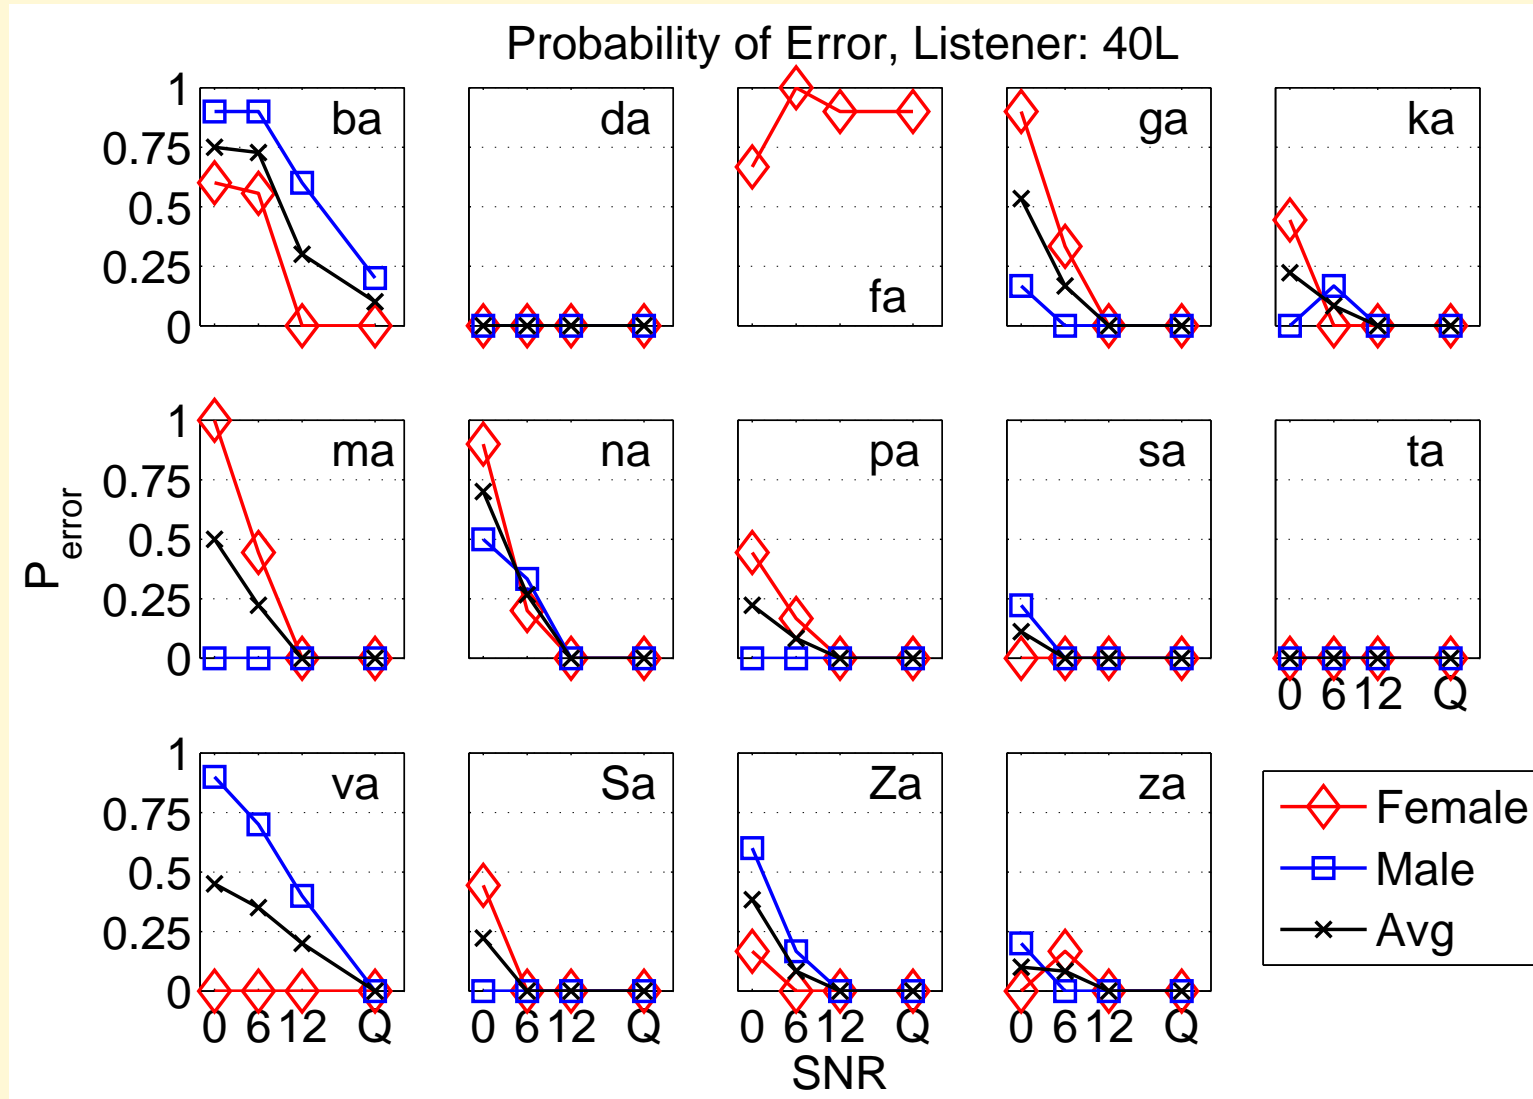 Probability of Error, Listener: 40L
1
0.75
0.5
0.25
0
ba
da
fa
ga
ka
P_error
1
0.75
0.5
0.25
0
ma
na
pa
sa
ta
0 6 12 Q
1
0.75
0.5
0.25
0
va
Sa
Za
za
0 6 12 Q
0 6 12 Q
0 6 12 Q
0 6 12 Q
SNR
Female
Male
Avg